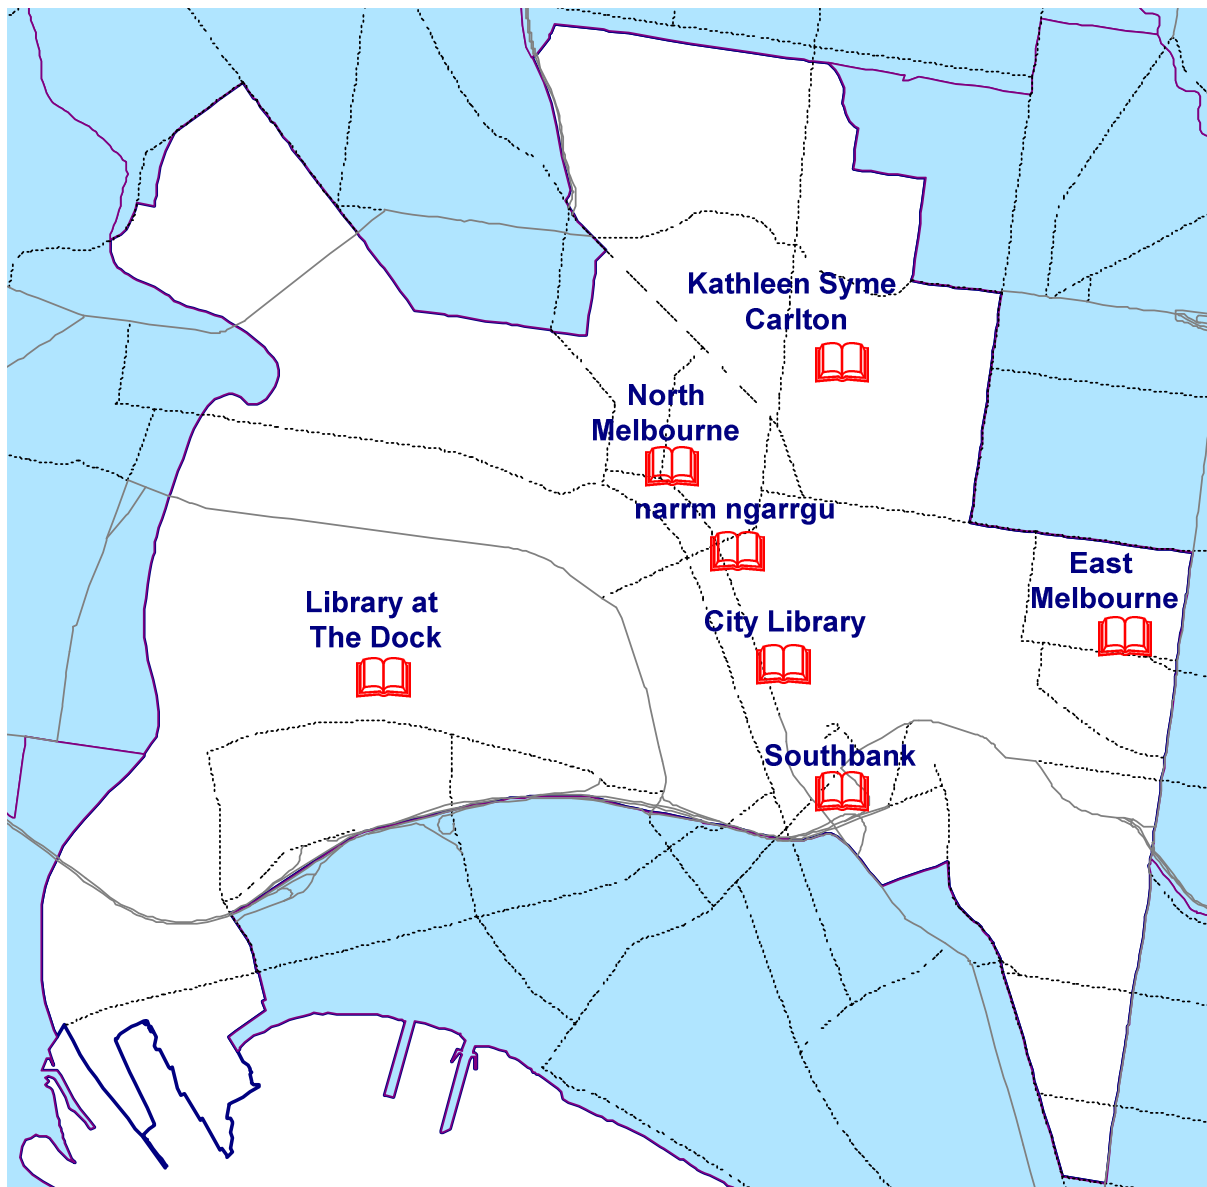 Kathleen Syme
Carlton
North
Melbourne
narrm ngarrgu
East
Melbourne
Library at
The Dock
City Library
Southbank